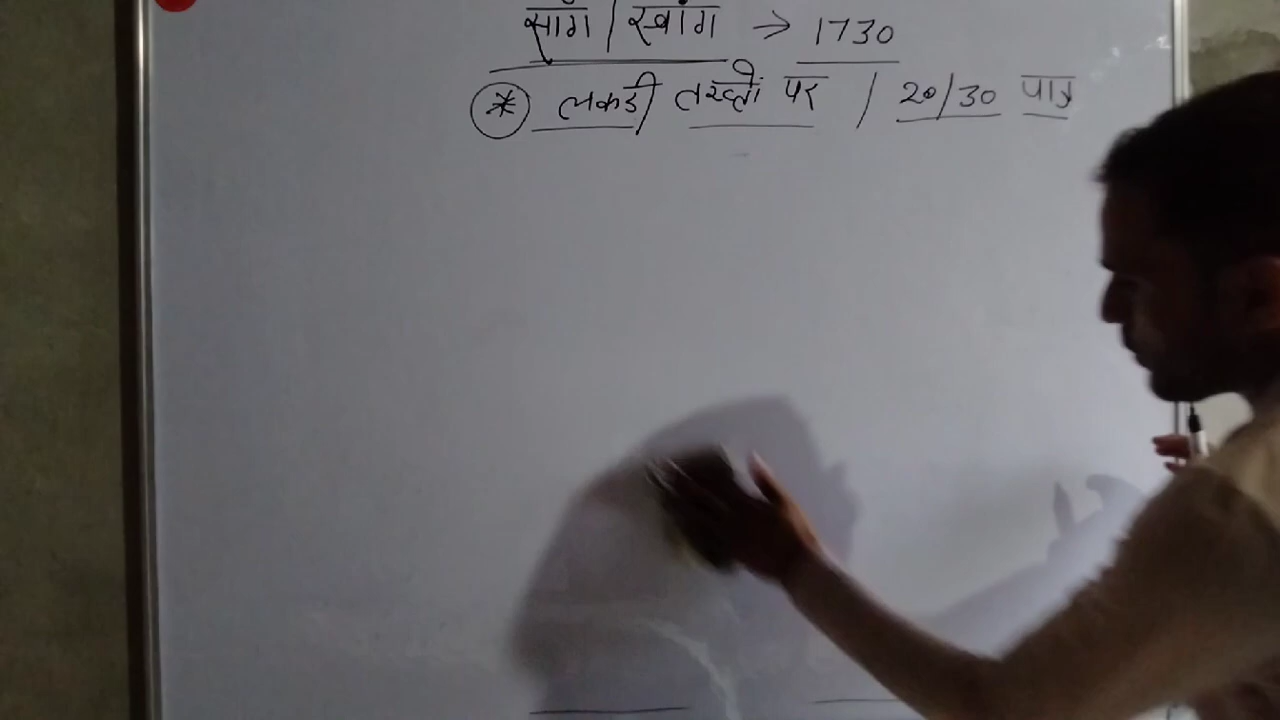 सांग / स्वांग → 1730
* लकडी तख्तों पर / 20/30 पात्र